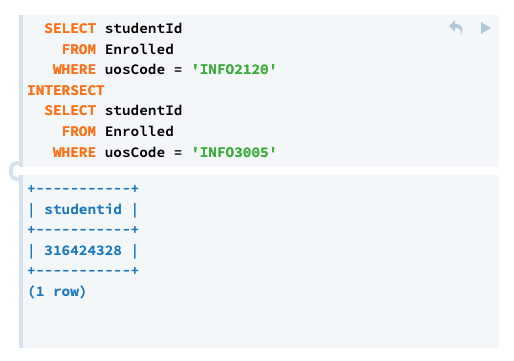 SELECT studentId
FROM Enrolled
WHERE uosCode = 'INFO2120'
INTERSECT
SELECT studentId
FROM Enrolled
WHERE uosCode = 'INFO3005'
+-----------+
| studentid |
+-----------+
| 316424328 |
+-----------+
(1 row)